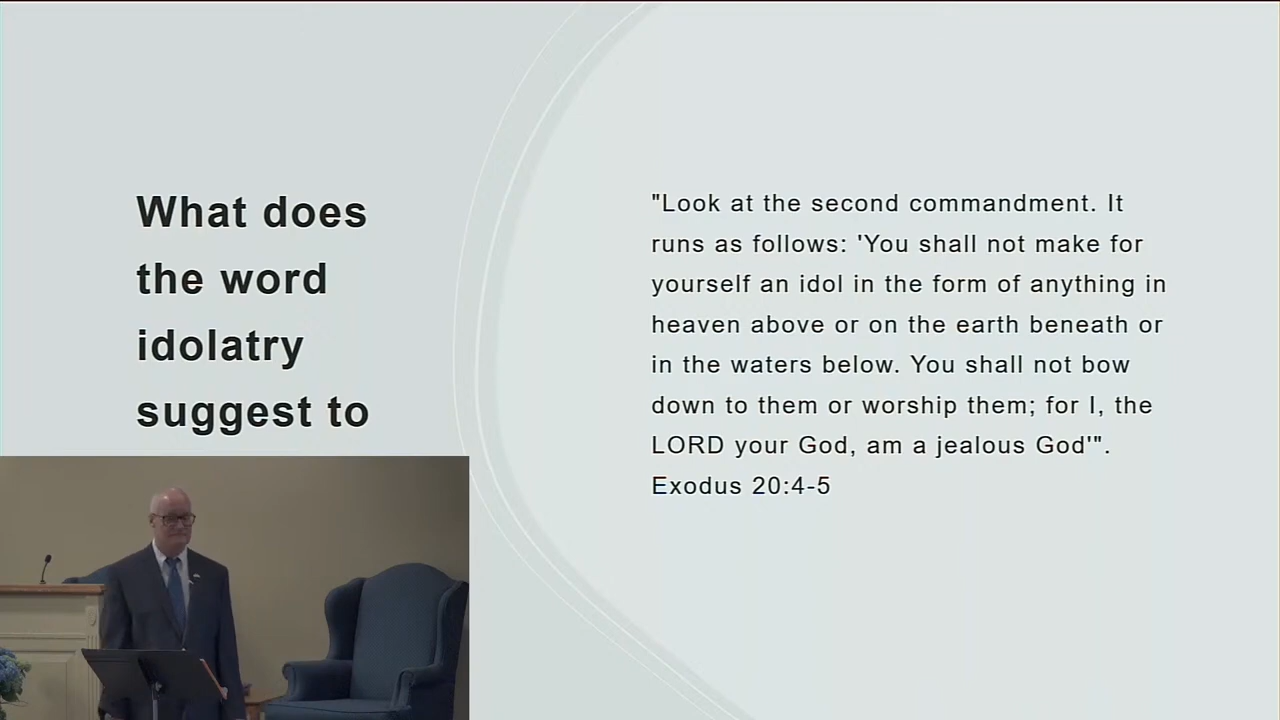 What does
the word
idolatry
suggest to
"Look at the second commandment. It
runs as follows: 'You shall not make for
yourself an idol in the form of anything in
heaven above or on the earth beneath or
in the waters below. You shall not bow
down to them or worship them; for I, the
LORD your God, am a jealous God'".
Exodus 20:4-5